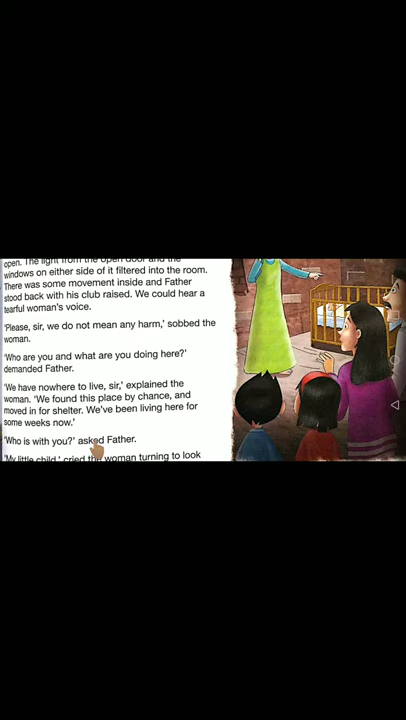 open. The light from the open door and the
windows on either side of it filtered into the room.
There was some movement inside and Father
stood back with his club raised. We could hear a
tearful woman's voice.
'Please, sir, we do not mean any harm,' sobbed the
woman.
'Who are you and what are you doing here?'
demanded Father.
'We have nowhere to live, sir,' explained the
woman. 'We found this place by chance, and
moved in for shelter. We've been living here for
some weeks now.'
'Who is with you?' asked Father.
'My little child,' cried the woman turning to look